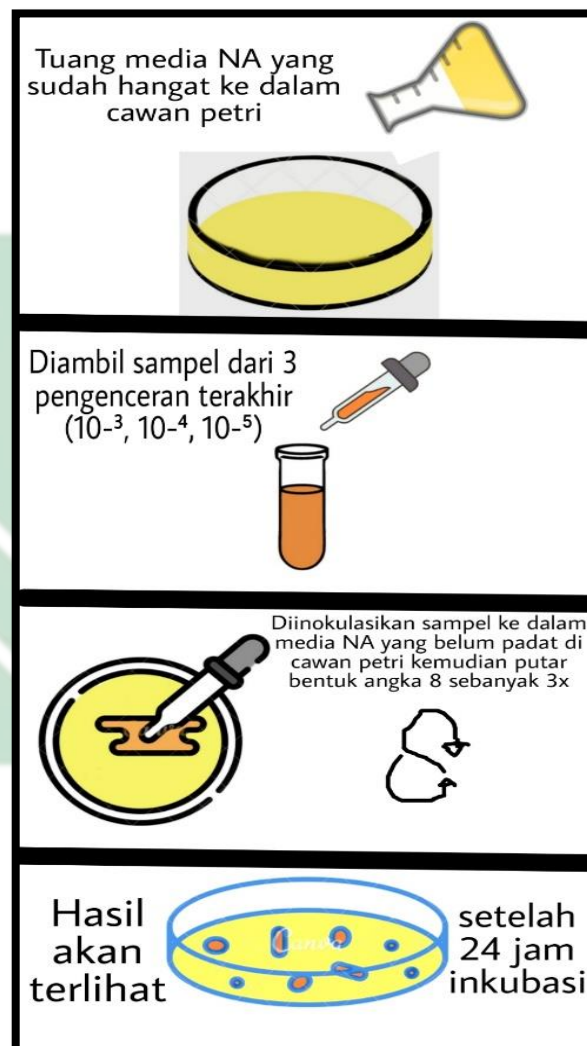 Tuang media NA yang
sudah hangat ke dalam
cawan petri
Diambil sampel dari 3
pengenceran terakhir
(10-³, 10-⁴, 10-⁵)
Diinokulasikan sampel ke dalam
media NA yang belum padat di
cawan petri kemudian putar
bentuk angka 8 sebanyak 3x
Hasil
akan
terlihat
Canva
setelah
24 jam
inkubasi